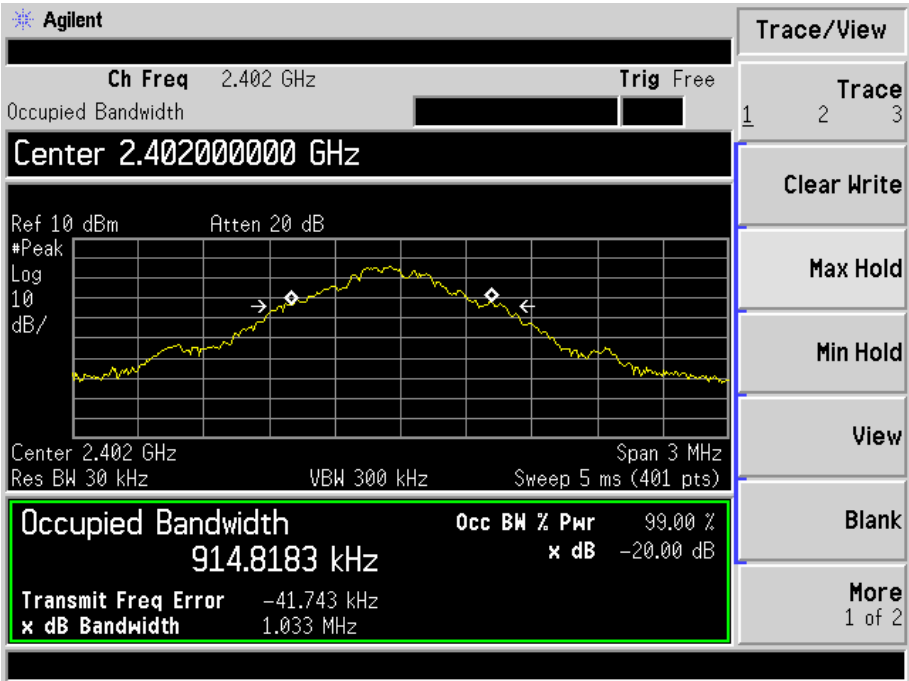 Agilent
Trace/View
Ch Freq 2.402 GHz Trig Free
Occupied Bandwidth
Trace
1 2 3
Center 2.402000000 GHz
Clear Write
Ref 10 dBm Atten 20 dB
#Peak
Log
10
dB/
Max Hold
Min Hold
View
Center 2.402 GHz Span 3 MHz
Res BW 30 kHz VBW 300 kHz Sweep 5 ms (401 pts)
Occupied Bandwidth Occ BW % Pwr 99.00 %
914.8183 kHz x dB -20.00 dB
Blank
Transmit Freq Error -41.743 kHz
x dB Bandwidth 1.033 MHz
More
1 of 2